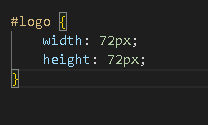 #logo {
    width: 72px;
    height: 72px;
}